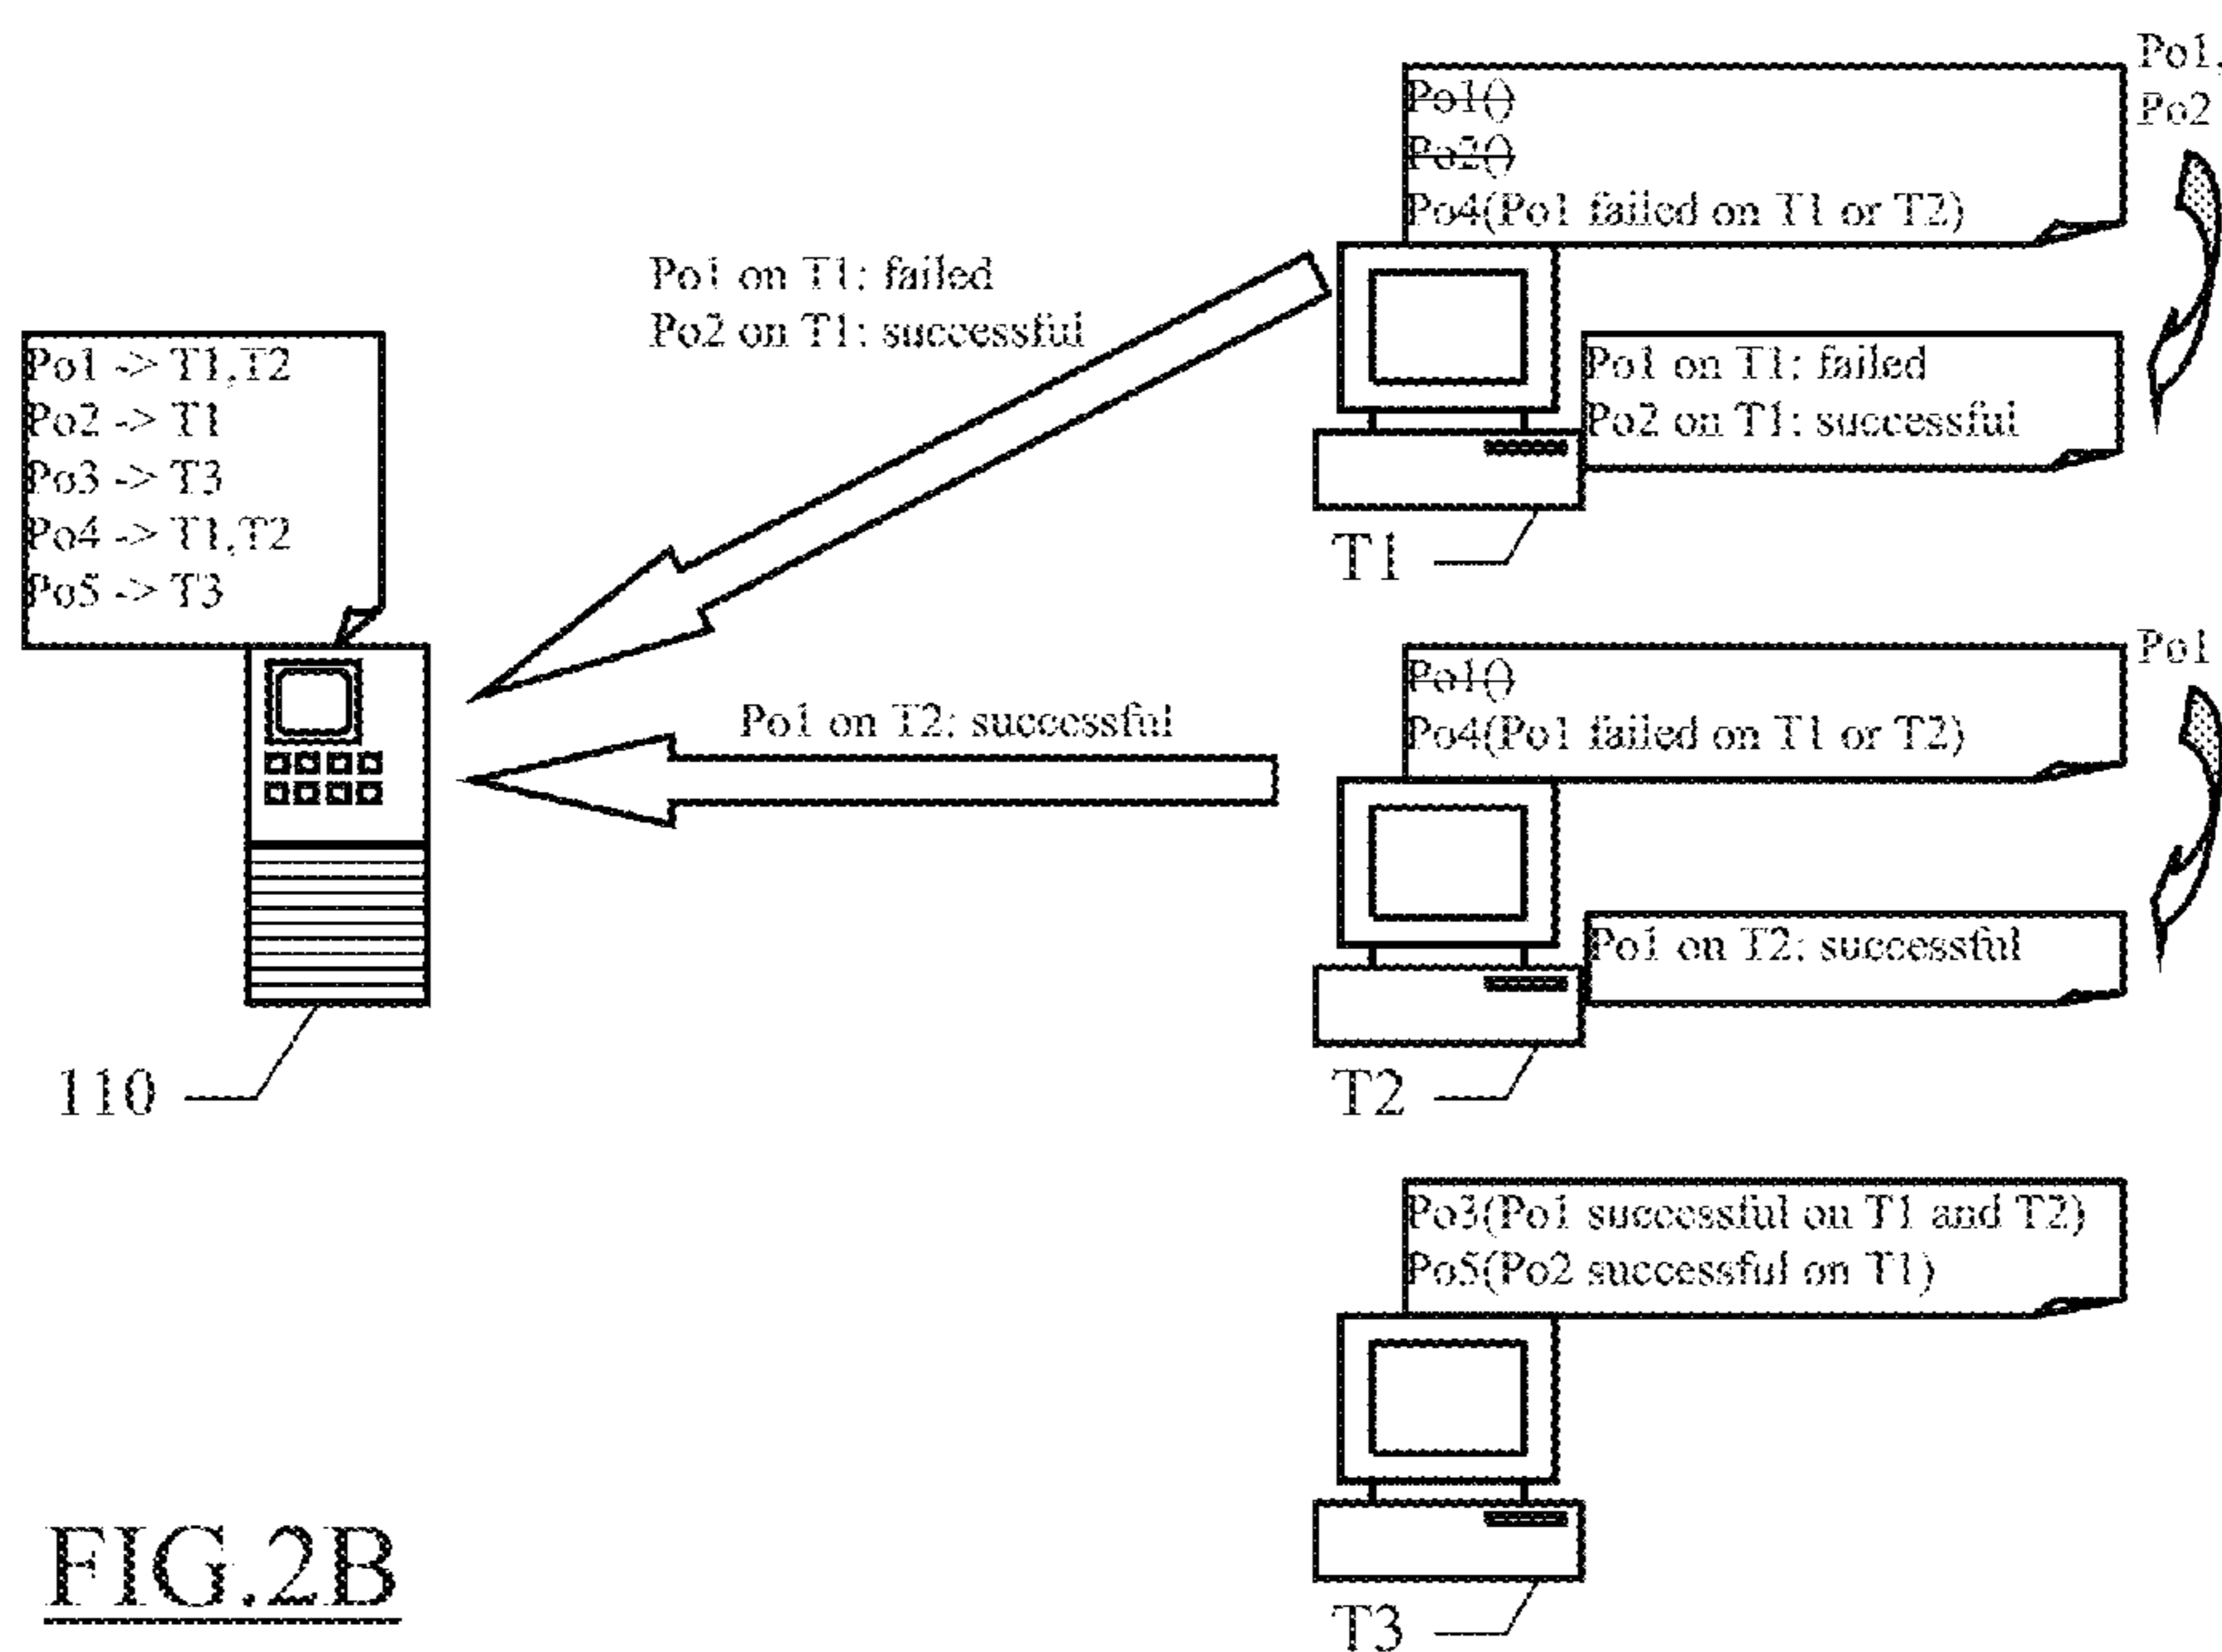 Po1,
Po2
Po1()
Po2()
Po4(Po1 failed on T1 or T2)
Po1 on T1: failed
Po2 on T1: successful
Po1 -> T1,T2
Po2 -> T1
Po3 -> T3
Po4 -> T1,T2
Po5 -> T3
Po1 on T1: failed
Po2 on T1: successful
T1
Po1
Po1()
Po4(Po1 failed on T1 or T2)
Po1 on T2: successful
Po1 on T2: successful
110
T2
Po3(Po1 successful on T1 and T2)
Po5(Po2 successful on T1)
FIG.2B
T3